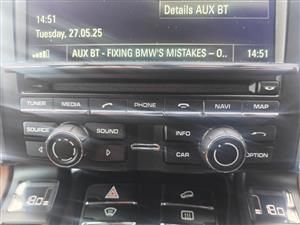 Details AUX BT
14:51
Tuesday, 27.05.25
AUX BT - FIXING BMW'S MISTAKES – O... 14:51
TUNER MEDIA PHONE NAVI MAP
SOURCE SOUND INFO
CAR OPTION